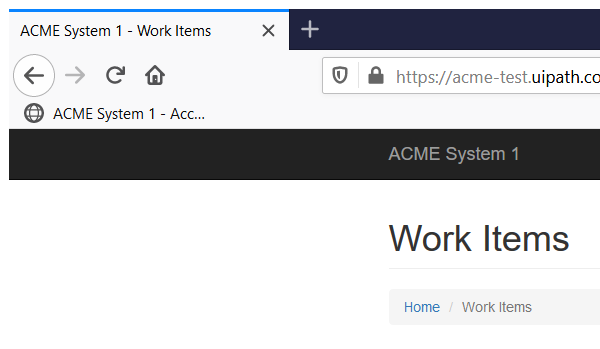 ACME System 1 - Work Items
https://acme-test.uipath.co
ACME System 1 - Acc...
ACME System 1
Work Items
Home / Work Items